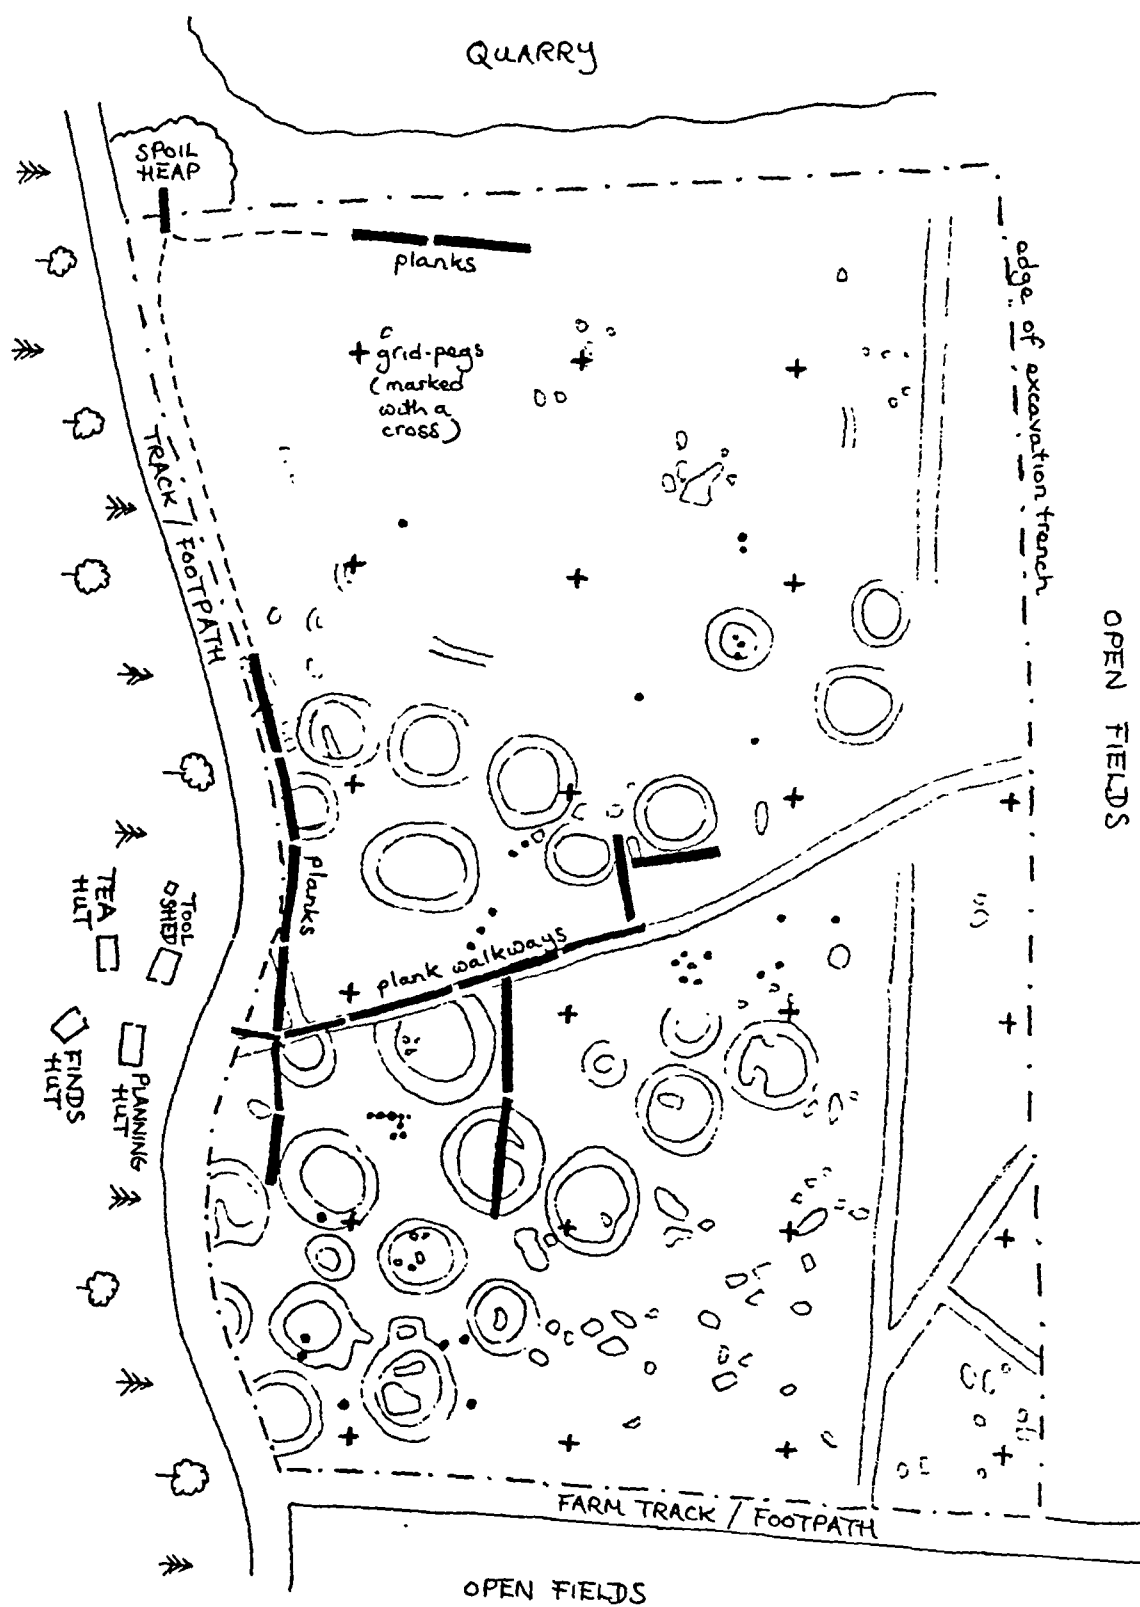 QUARRY
SPOIL
HEAP
planks
grid-pegs
(marked
with a
cross)
edge of excavation trench
TRACK / FOOTPATH
OPEN FIELDS
planks
plank walkways
TEA
HUT
TOOL
SHED
FINDS
HUT
PLANNING
HUT
FARM TRACK / FOOTPATH
OPEN FIELDS